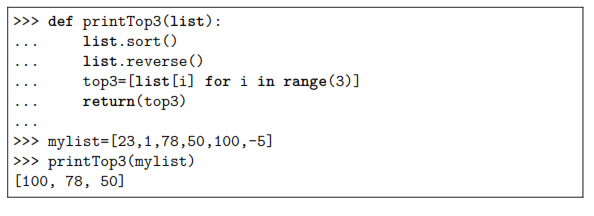 >>> def printTop3(list):
...     list.sort()
...     list.reverse()
...     top3=[list[i] for i in range(3)]
...     return(top3)
...
>>> mylist=[23,1,78,50,100,-5]
>>> printTop3(mylist)
[100, 78, 50]